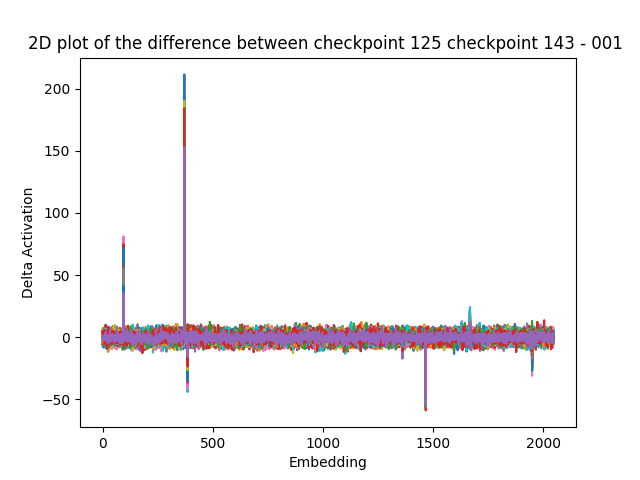 2D plot of the difference between checkpoint 125 checkpoint 143 - 001
200
150
100
50
0
−50
Delta Activation
0 500 1000 1500 2000
Embedding